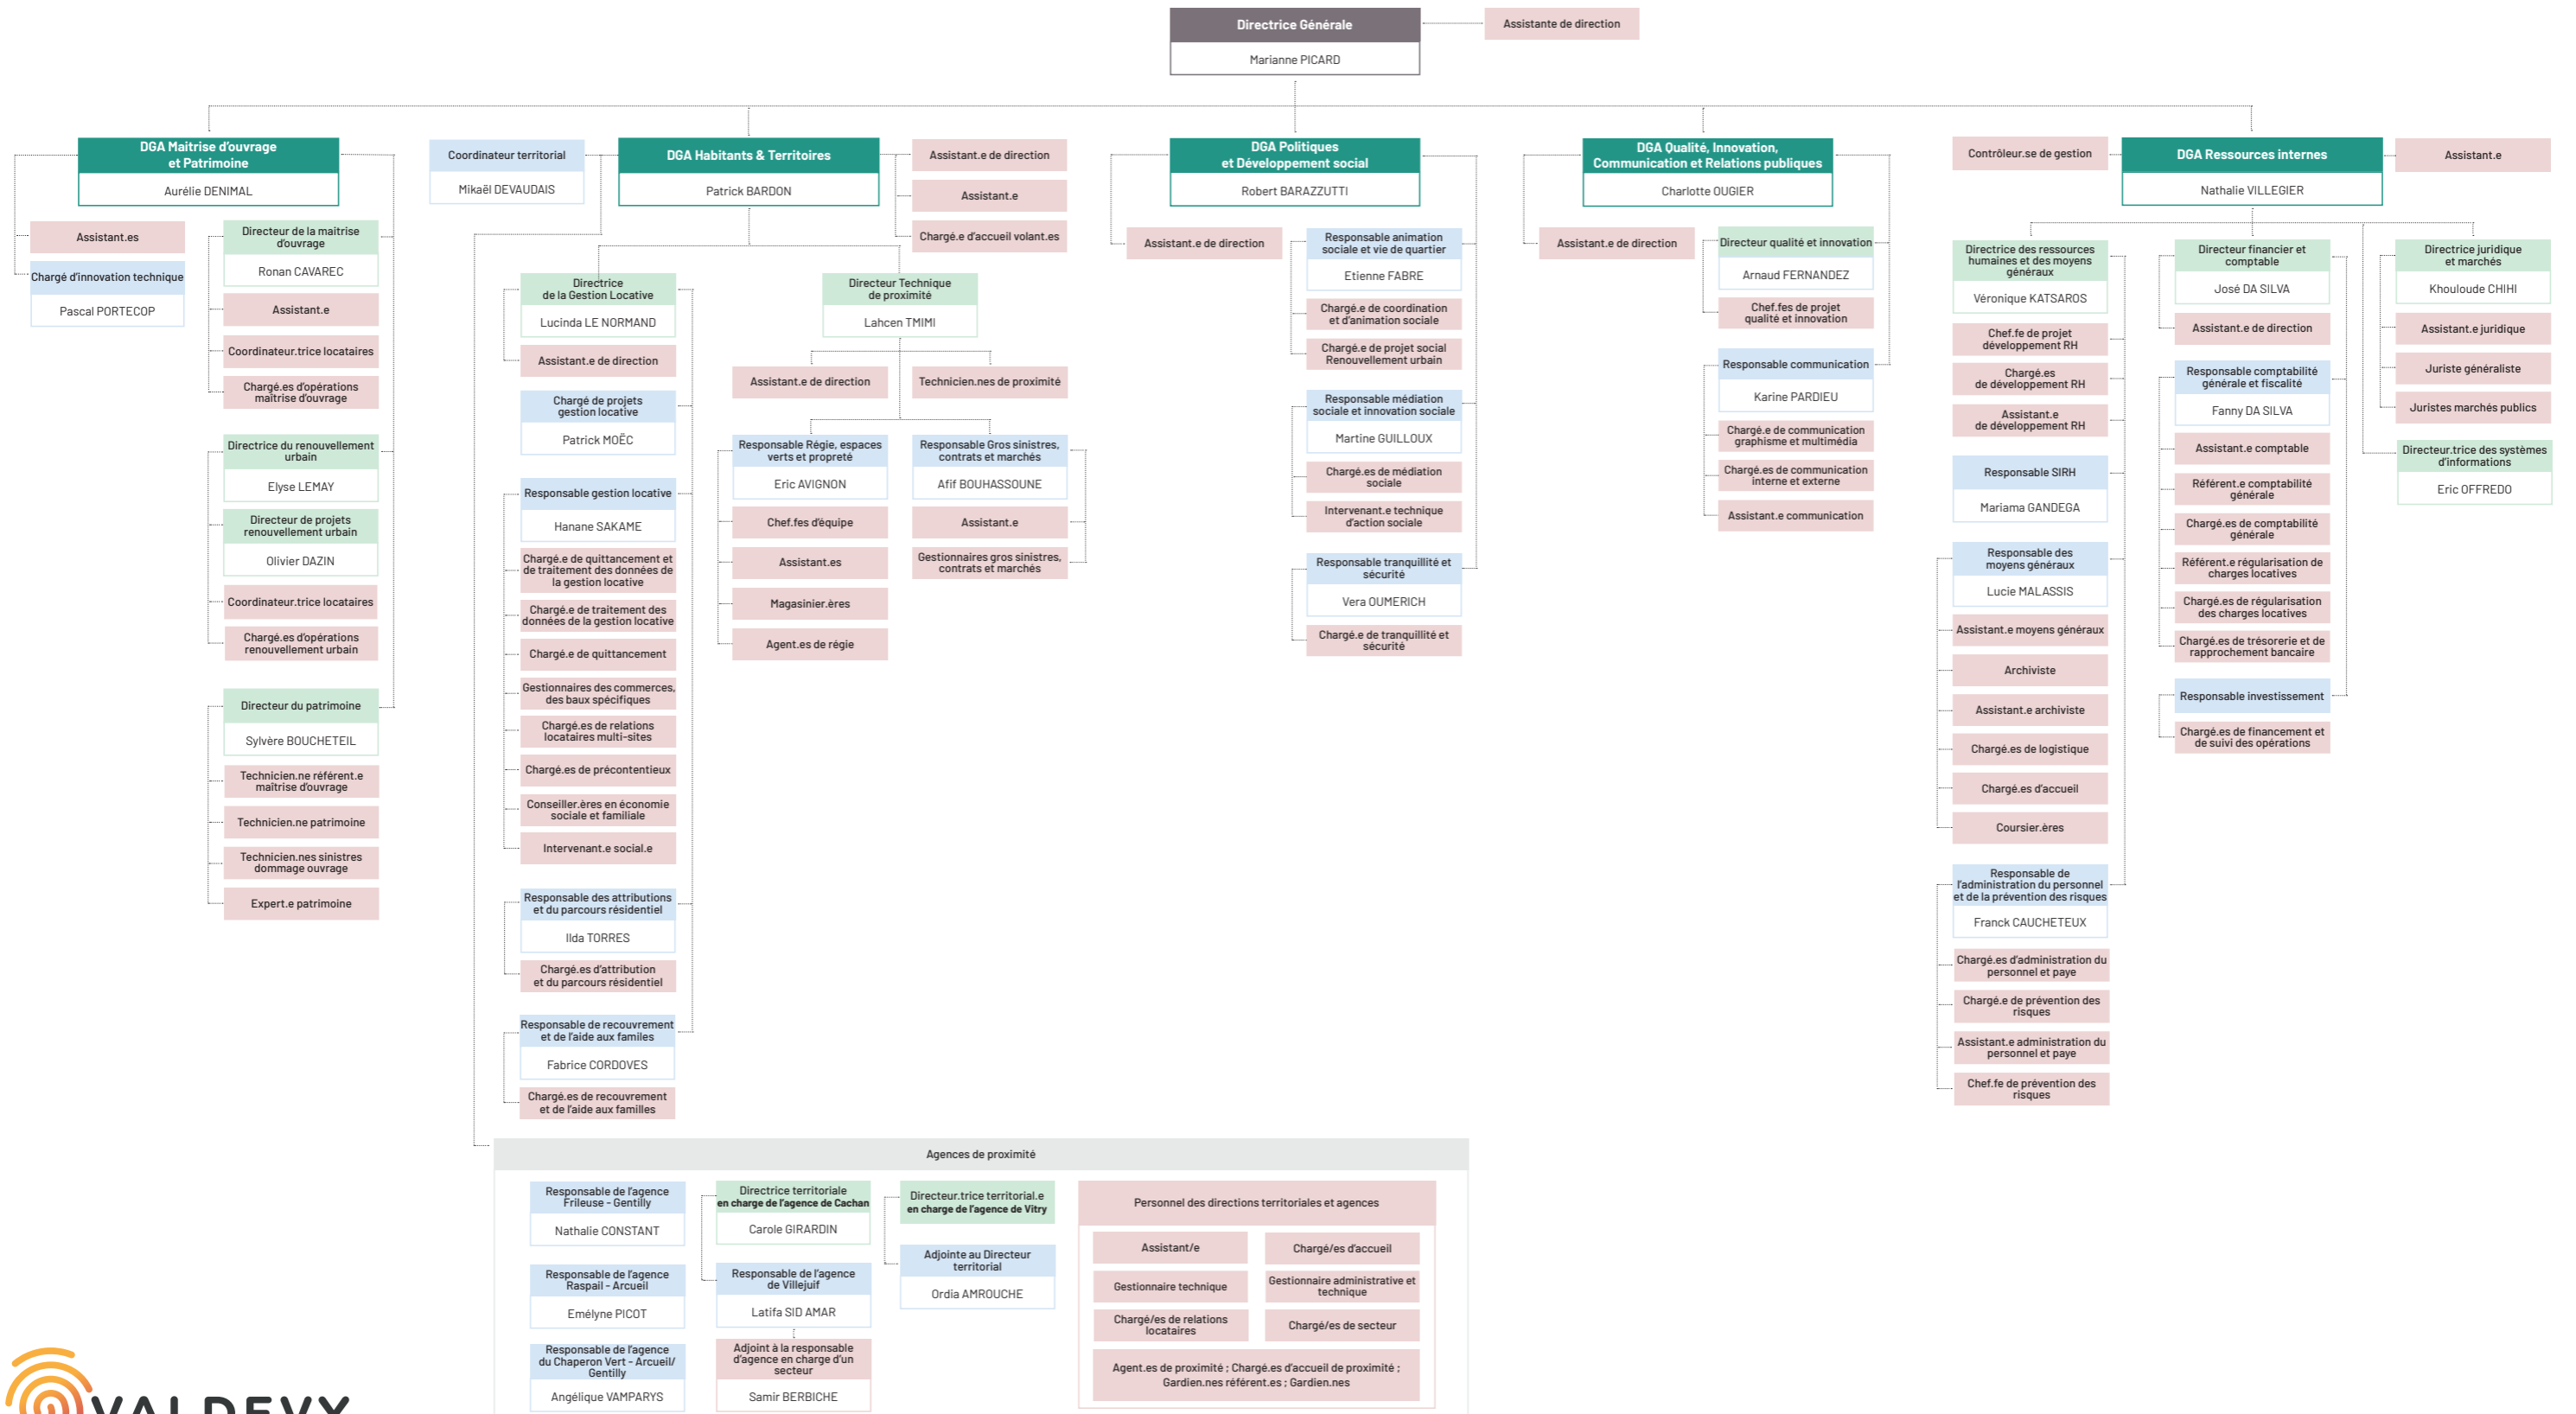 Directrice Générale
Marianne PICARD
Assistante de direction
DGA Maitrise d'ouvrage
et Patrimoine
Aurélie DENIMAL
Assistant.es
Chargé d'innovation technique
Pascal PORTECOP
Directeur de la maitrise
d'ouvrage
Ronan CAVAREC
Assistant.e
Coordinateur.trice locataires
Chargé.es d'opérations
maîtrise d'ouvrage
Directrice du renouvellement
urbain
Elyse LEMAY
Directeur de projets
renouvellement urbain
Olivier DAZIN
Coordinateur.trice locataires
Chargé.es d'opérations
renouvellement urbain
Directeur du patrimoine
Sylvère BOUCHETEIL
Technicien.ne référent.e
maîtrise d'ouvrage
Technicien.ne patrimoine
Technicien.nes sinistres
dommage ouvrage
Expert.e patrimoine
Coordinateur territorial
Mikaël DEVAUDAIS
DGA Habitants & Territoires
Patrick BARDON
Assistant.e de direction
Assistant.e
Chargé.e d'accueil volant.es
Directrice
de la Gestion Locative
Lucinda LE NORMAND
Assistant.e de direction
Chargé de projets
gestion locative
Patrick MOËC
Responsable gestion locative
Hanane SAKAME
Chargé.e de quittancement et
de traitement des données de
la gestion locative
Chargé.e de traitement des
données de la gestion locative
Chargé.e de quittancement
Gestionnaires des commerces,
des baux spécifiques
Chargé.es de relations
locataires multi-sites
Chargé.es de précontentieux
Conseiller.ères en économie
sociale et familiale
Intervenant.e social.e
Responsable des attributions
et du parcours résidentiel
Ilda TORRES
Chargé.es d'attribution
et du parcours résidentiel
Responsable de recouvrement
et de l'aide aux familes
Fabrice CORDOVES
Chargé.es de recouvrement
et de l'aide aux familles
Directeur Technique
de proximité
Lahcen TMIMI
Assistant.e de direction
Technicien.nes de proximité
Responsable Régie, espaces
verts et propreté
Eric AVIGNON
Chef.fes d'équipe
Assistant.es
Magasinier.ères
Agent.es de régie
Responsable Gros sinistres,
contrats et marchés
Afif BOUHASSOUNE
Assistant.e
Gestionnaires gros sinistres,
contrats et marchés
DGA Politiques
et Développement social
Robert BARAZZUTTI
Assistant.e de direction
Responsable animation
sociale et vie de quartier
Etienne FABRE
Chargé.e de coordination
et d'animation sociale
Chargé.e de projet social
Renouvellement urbain
Responsable médiation
sociale et innovation sociale
Martine GUILLOUX
Chargé.es de médiation
sociale
Intervenant.e technique
d'action sociale
Responsable tranquillité et
sécurité
Vera OUMERICH
Chargé.e de tranquillité et
sécurité
DGA Qualité, Innovation,
Communication et Relations publiques
Charlotte OUGIER
Assistant.e de direction
Directeur qualité et innovation
Arnaud FERNANDEZ
Chef.fes de projet
qualité et innovation
Responsable communication
Karine PARDIEU
Chargé.e de communication
graphisme et multimédia
Chargé.es de communication
interne et externe
Assistant.e communication
Contrôleur.se de gestion
DGA Ressources internes
Nathalie VILLEGIER
Assistant.e
Directrice des ressources
humaines et des moyens
généraux
Véronique KATSAROS
Chef.fe de projet
développement RH
Chargé.es
de développement RH
Assistant.e
de développement RH
Responsable SIRH
Mariama GANDEGA
Responsable des
moyens généraux
Lucie MALASSIS
Assistant.e moyens généraux
Archiviste
Assistant.e archiviste
Chargé.es de logistique
Chargé.es d'accueil
Coursier.ères
Responsable de
l'administration du personnel
et de la prévention des risques
Franck CAUCHETEUX
Chargé.es d'administration du
personnel et paye
Chargé.e de prévention des
risques
Assistant.e administration du
personnel et paye
Chef.fe de prévention des
risques
Directeur financier et
comptable
José DA SILVA
Assistant.e de direction
Responsable comptabilité
générale et fiscalité
Fanny DA SILVA
Assistant.e comptable
Référent.e comptabilité
générale
Chargé.es de comptabilité
générale
Référent.e régularisation de
charges locatives
Chargé.es de régularisation
des charges locatives
Chargé.es de trésorerie et de
rapprochement bancaire
Responsable investissement
Chargé.es de financement et
de suivi des opérations
Directrice juridique
et marchés
Khouloude CHIHI
Assistant.e juridique
Juriste généraliste
Juristes marchés publics
Directeur.trice des systèmes
d'informations
Eric OFFREDO
Agences de proximité
Responsable de l'agence
Frileuse - Gentilly
Nathalie CONSTANT
Responsable de l'agence
Raspail - Arcueil
Emélyne PICOT
Responsable de l'agence
du Chaperon Vert - Arcueil/
Gentilly
Angélique VAMPARYS
Directrice territoriale
en charge de l'agence de Cachan
Carole GIRARDIN
Responsable de l'agence
de Villejuif
Latifa SID AMAR
Adjoint à la responsable
d'agence en charge d'un
secteur
Samir BERBICHE
Directeur.trice territorial.e
en charge de l'agence de Vitry
Adjointe au Directeur
territorial
Ordia AMROUCHE
Personnel des directions territoriales et agences
Assistant/e
Chargé/es d'accueil
Gestionnaire technique
Gestionnaire administrative et
technique
Chargé/es de relations
locataires
Chargé/es de secteur
Agent.es de proximité ; Chargé.es d'accueil de proximité ;
Gardien.nes référent.es ; Gardien.nes
VALDEVY